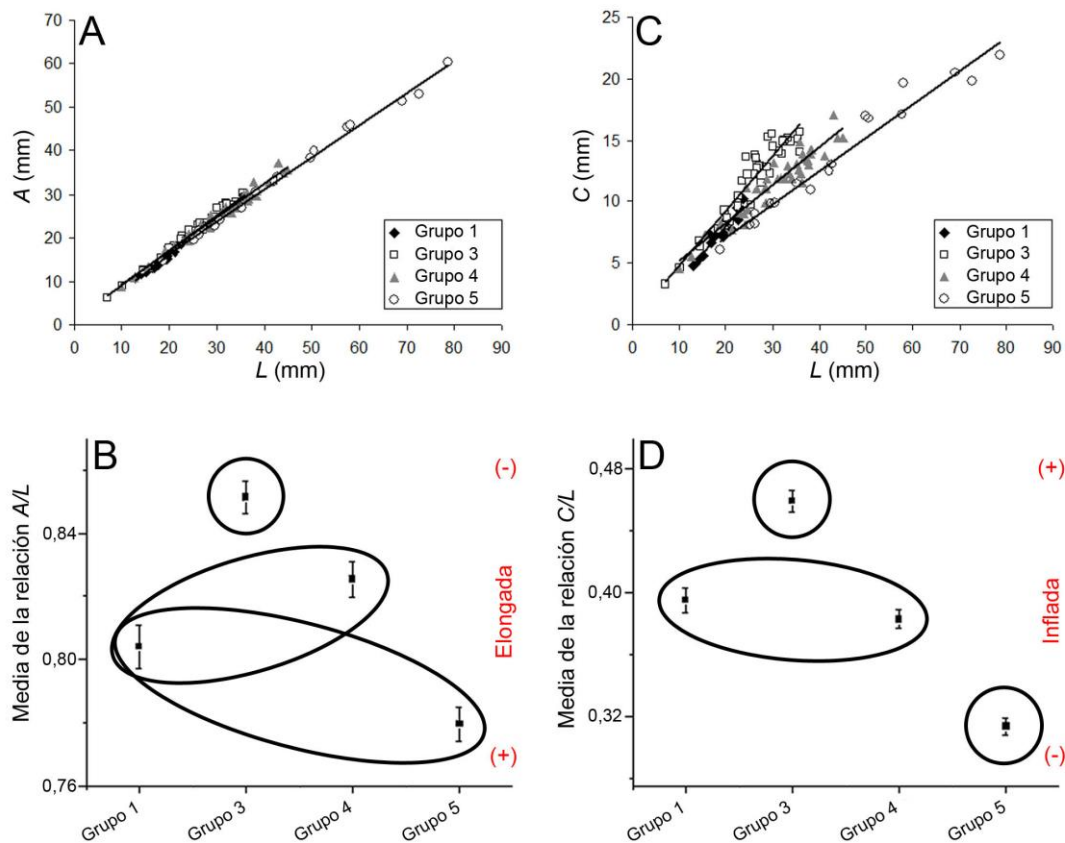 A
A (mm)
70
60
50
40
30
20
10
0
0 10 20 30 40 50 60 70 80 90
L (mm)
Grupo 1
Grupo 3
Grupo 4
Grupo 5
C
C (mm)
25
20
15
10
5
0
0 10 20 30 40 50 60 70 80 90
L (mm)
Grupo 1
Grupo 3
Grupo 4
Grupo 5
B
Media de la relación A/L
0,84
0,80
0,76
Grupo 1 Grupo 3 Grupo 4 Grupo 5
(-)
Elongada
(+)
D
Media de la relación C/L
0,48
0,40
0,32
Grupo 1 Grupo 3 Grupo 4 Grupo 5
(+)
Inflada
(-)